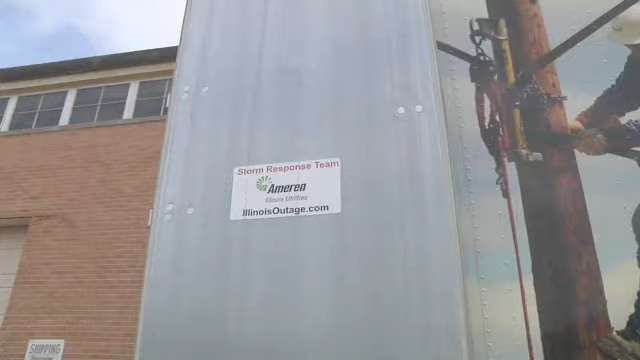 Storm Response Team
Ameren
Illinois Utilities
IllinoisOutage.com
SHIPPING